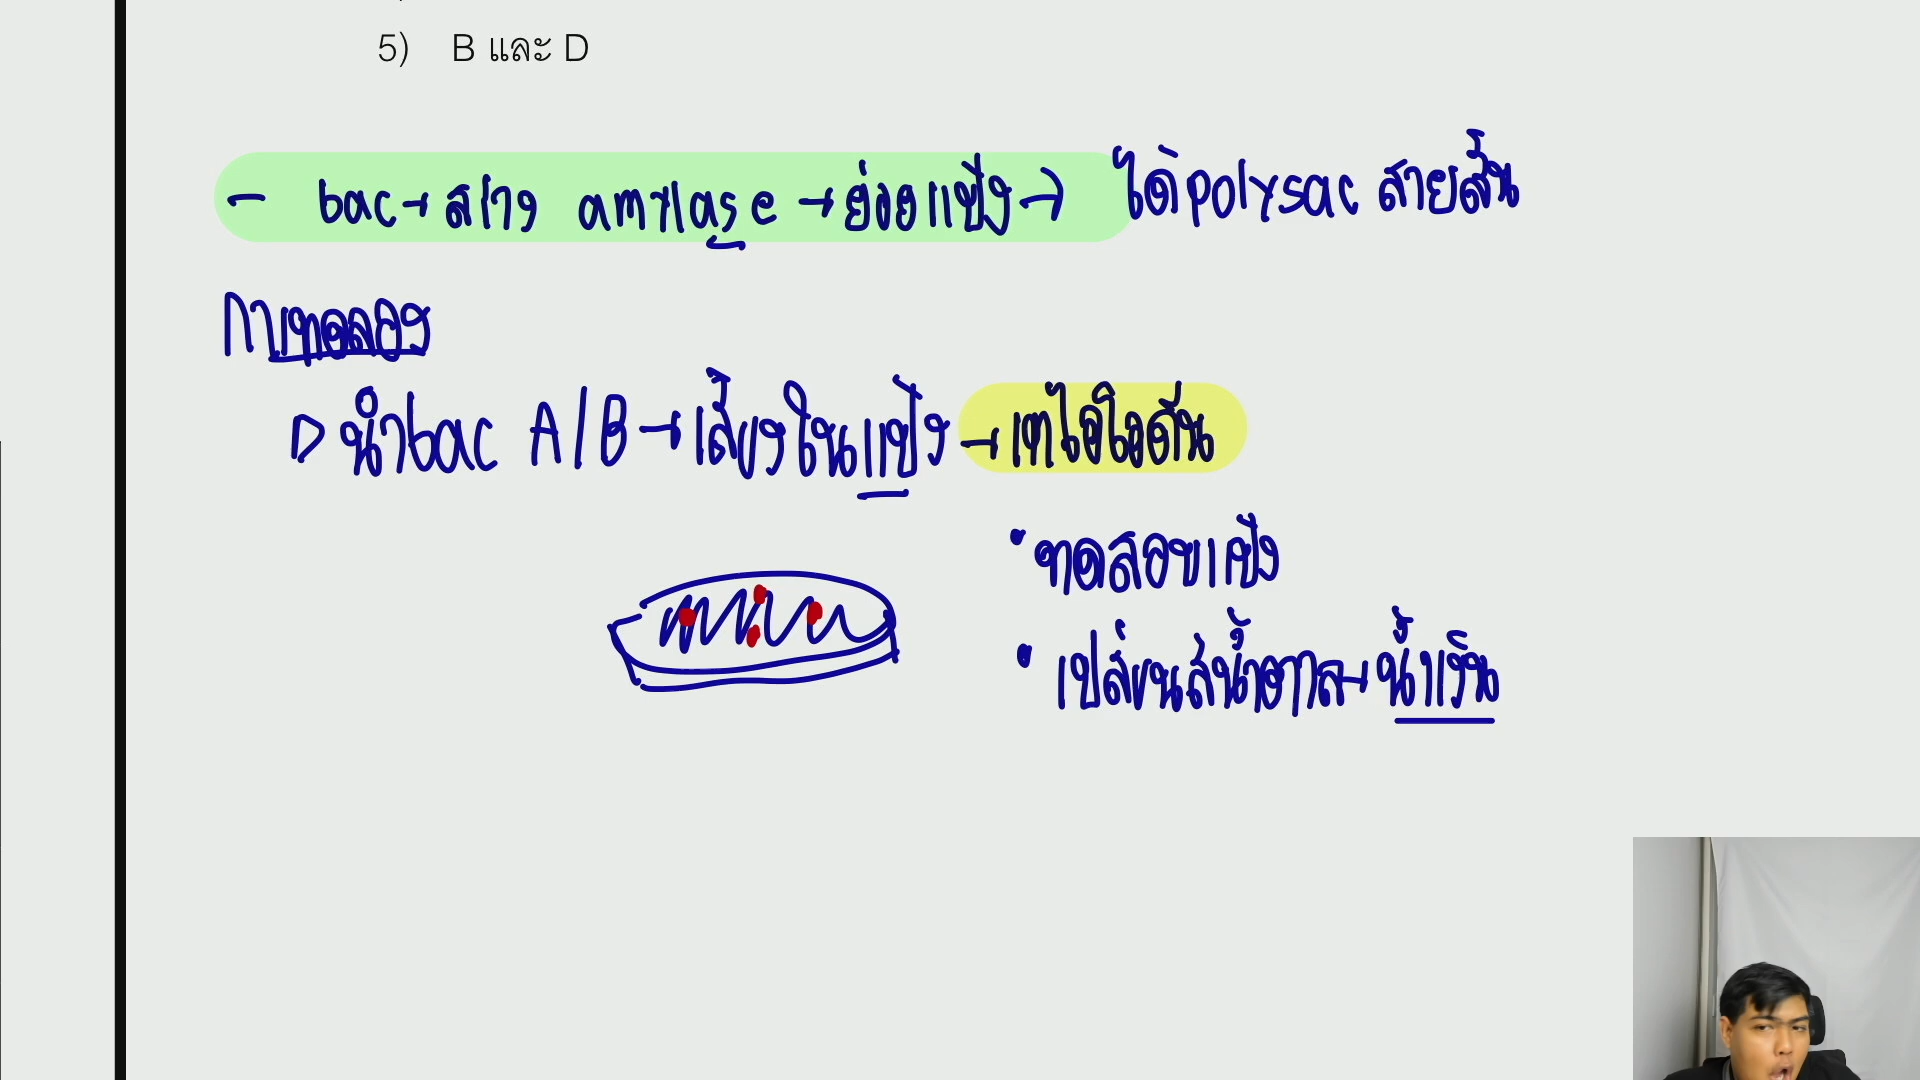 5) B และ D
- bac → สร้าง amylase → ย่อยแป้ง → ได้ polysac สายสั้น
การทดลอง
▷ นำ bac A/B → เลี้ยงในแป้ง → เทไอโอดีน
• ทดสอบแป้ง
• เปลี่ยนสีน้ำตาล → น้ำเงิน